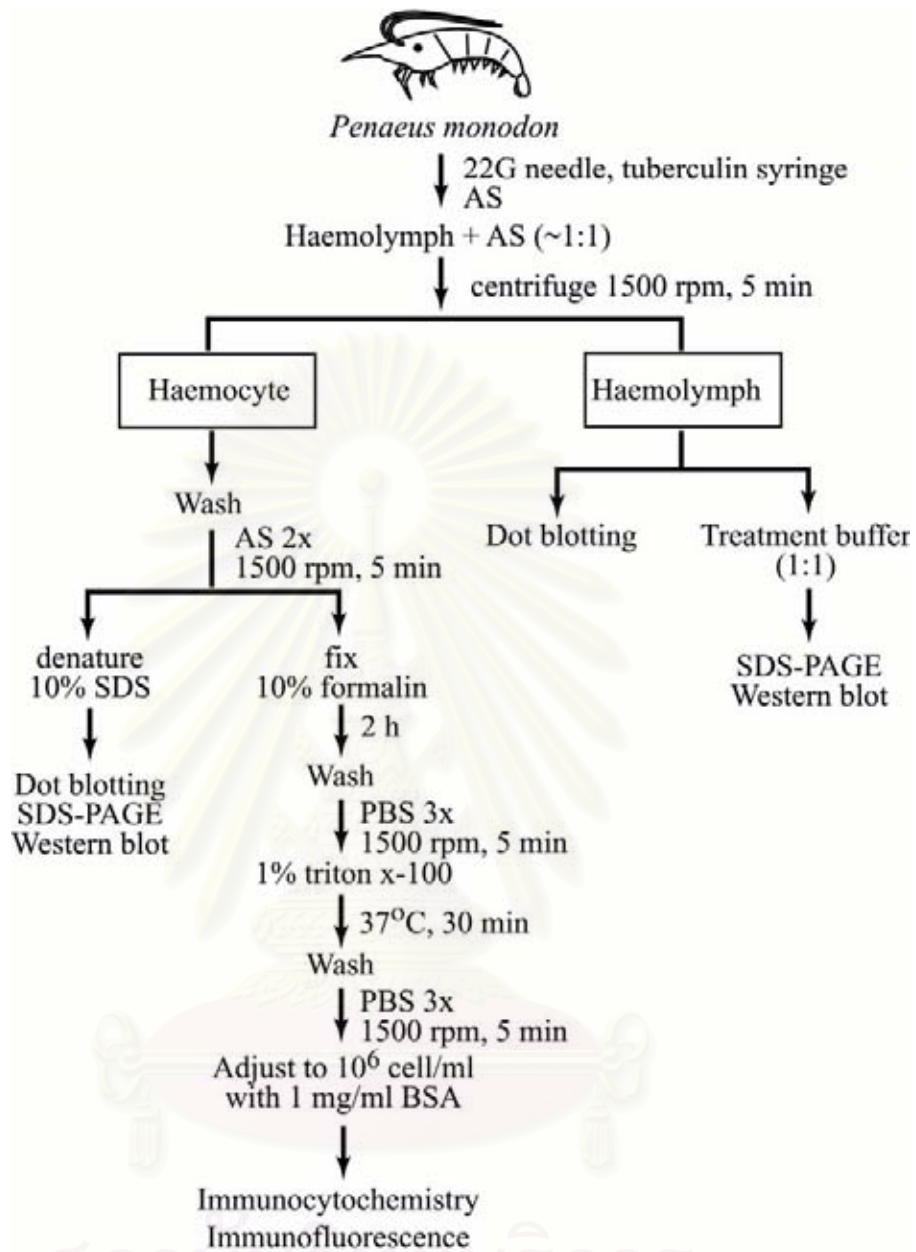 Penaeus monodon
22G needle, tuberculin syringe
AS
Haemolymph + AS (~1:1)
centrifuge 1500 rpm, 5 min
Haemocyte
Haemolymph
Wash
AS 2x
1500 rpm, 5 min
Dot blotting
Treatment buffer
(1:1)
SDS-PAGE
Western blot
denature
10% SDS
Dot blotting
SDS-PAGE
Western blot
fix
10% formalin
2 h
Wash
PBS 3x
1500 rpm, 5 min
1% triton x-100
37°C, 30 min
Wash
PBS 3x
1500 rpm, 5 min
Adjust to 10⁶ cell/ml
with 1 mg/ml BSA
Immunocytochemistry
Immunofluorescence